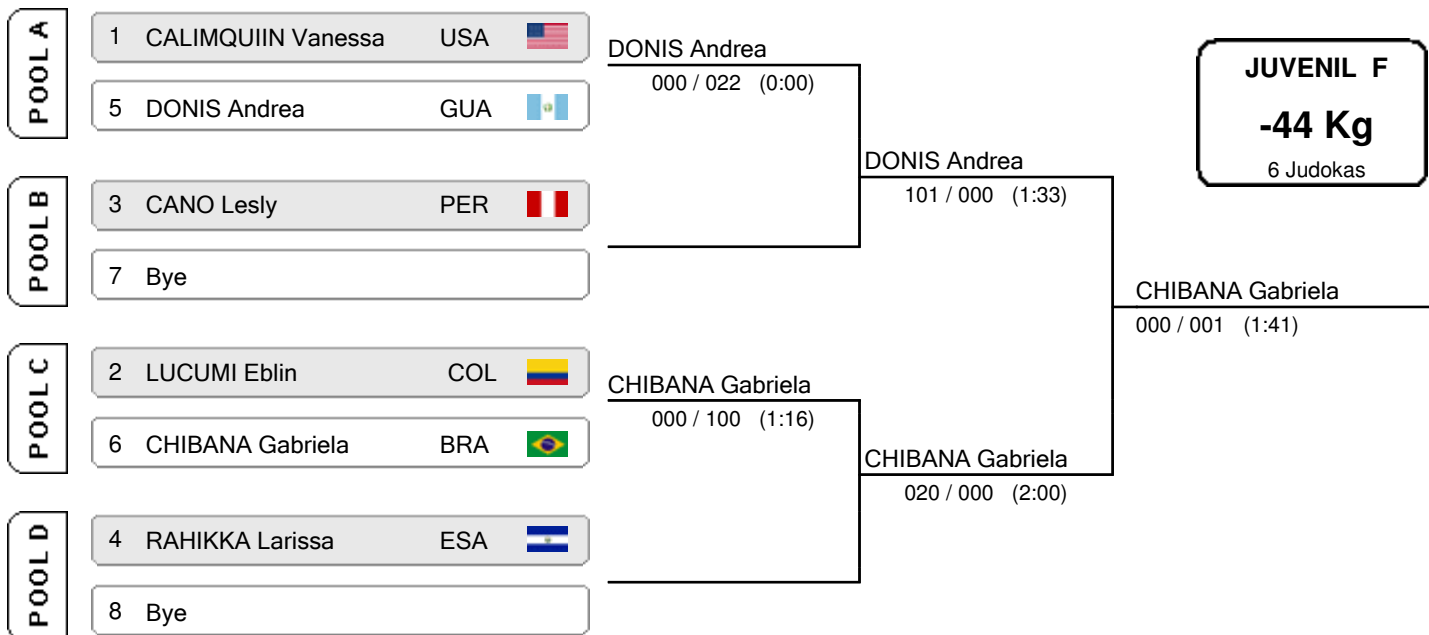 POOL A
1 CALIMQUIIN Vanessa USA
5 DONIS Andrea GUA
POOL B
3 CANO Lesly PER
7 Bye
POOL C
2 LUCUMI Eblin COL
6 CHIBANA Gabriela BRA
POOL D
4 RAHIKKA Larissa ESA
8 Bye
DONIS Andrea
000 / 022 (0:00)
CHIBANA Gabriela
000 / 100 (1:16)
DONIS Andrea
101 / 000 (1:33)
CHIBANA Gabriela
020 / 000 (2:00)
CHIBANA Gabriela
000 / 001 (1:41)
JUVENIL F
-44 Kg
6 Judokas